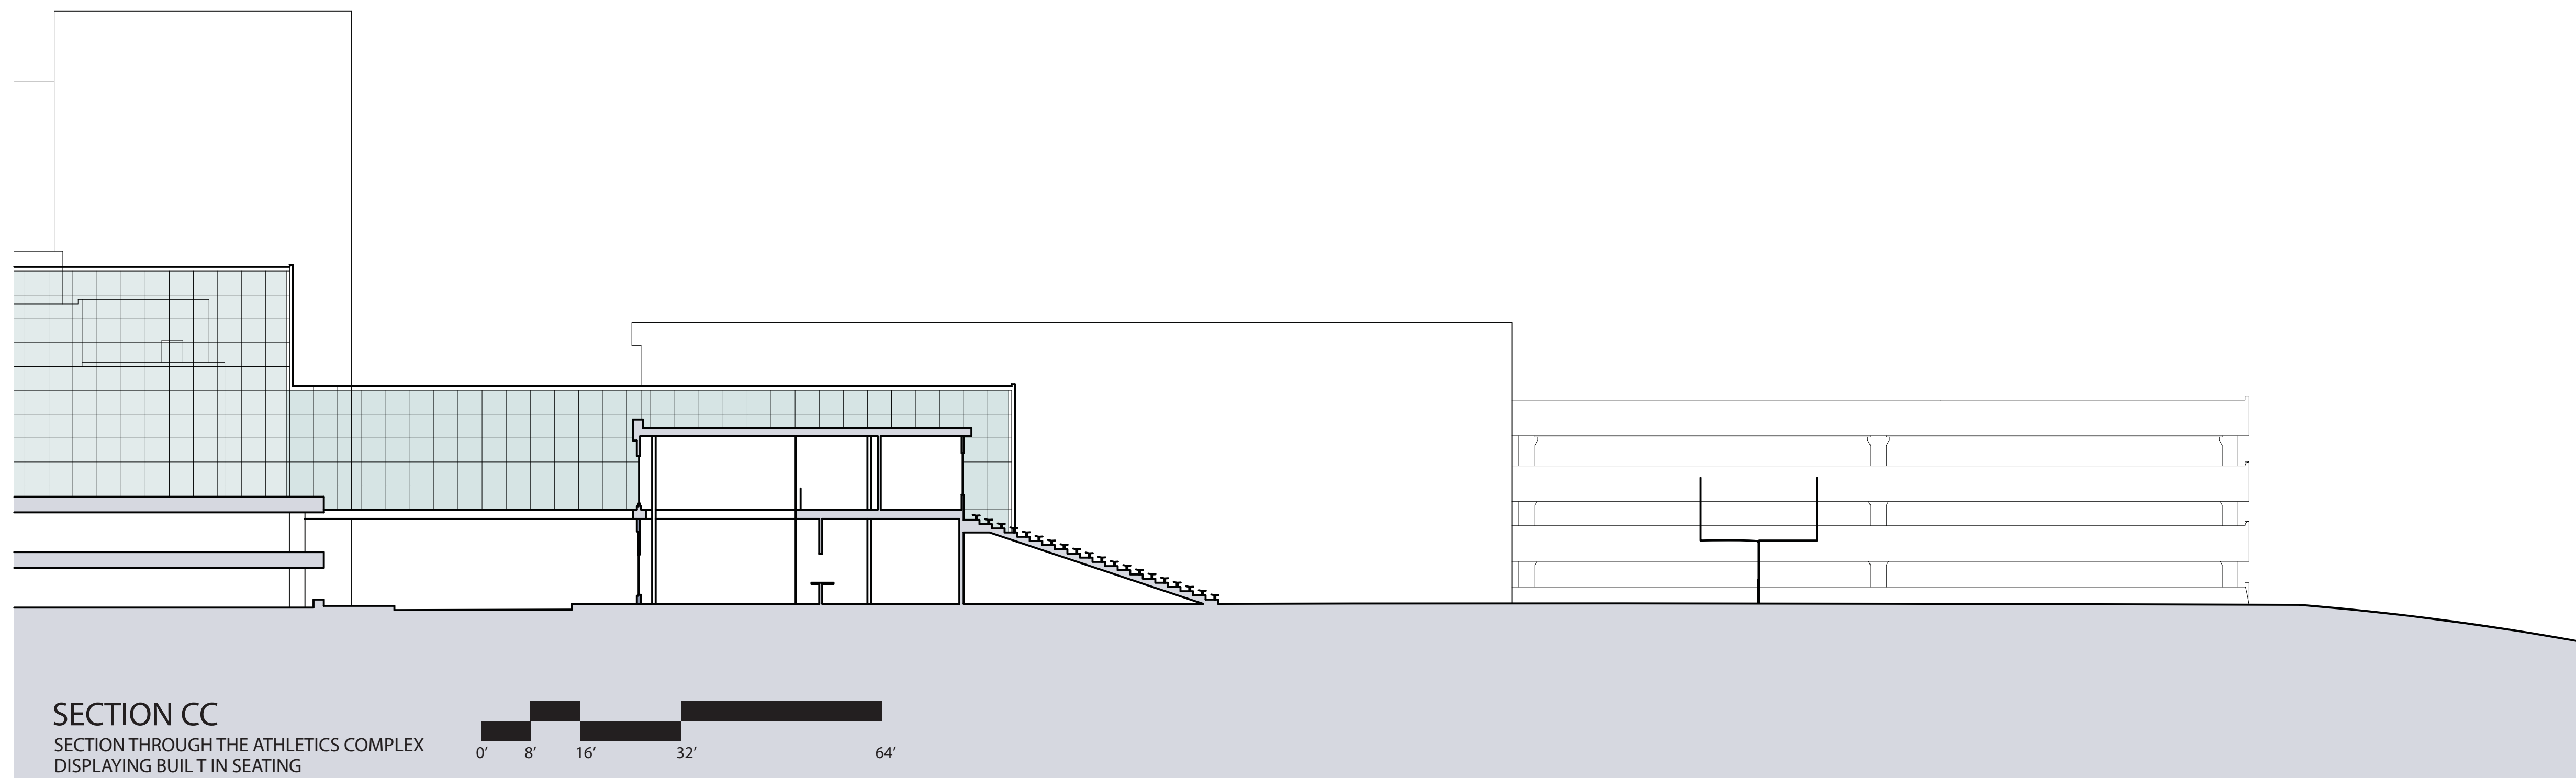 SECTION CC
SECTION THROUGH THE ATHLETICS COMPLEX
DISPLAYING BUIL T IN SEATING
0’ 8’ 16’ 32’ 64’